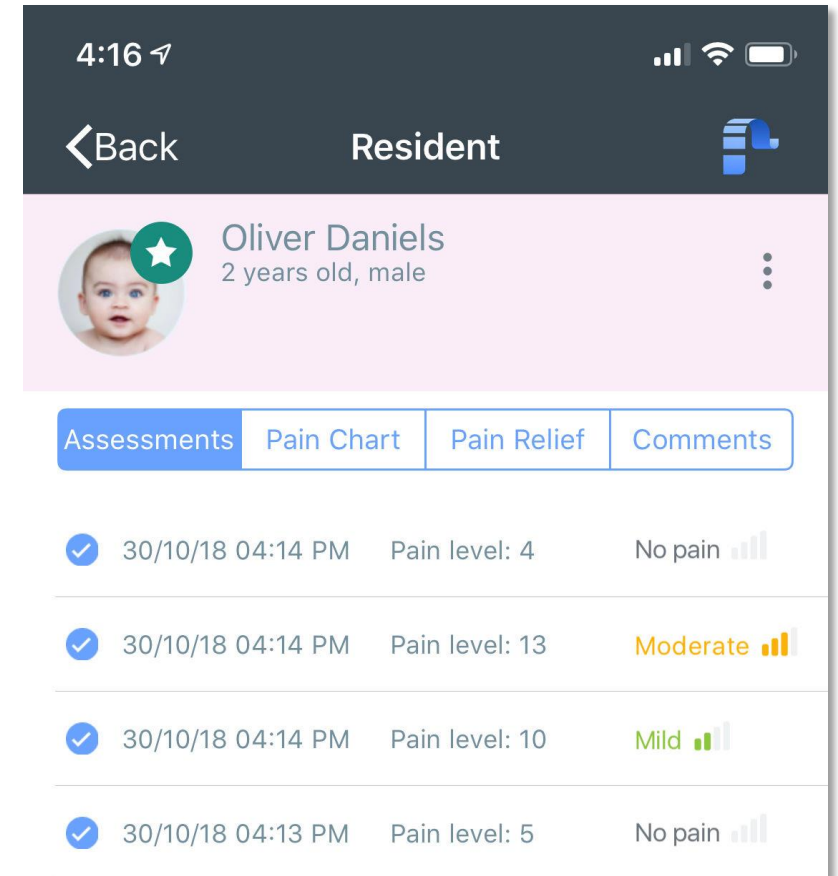 4:16
Back Resident
Oliver Daniels
2 years old, male
Assessments Pain Chart Pain Relief Comments
30/10/18 04:14 PM Pain level: 4 No pain
30/10/18 04:14 PM Pain level: 13 Moderate
30/10/18 04:14 PM Pain level: 10 Mild
30/10/18 04:13 PM Pain level: 5 No pain